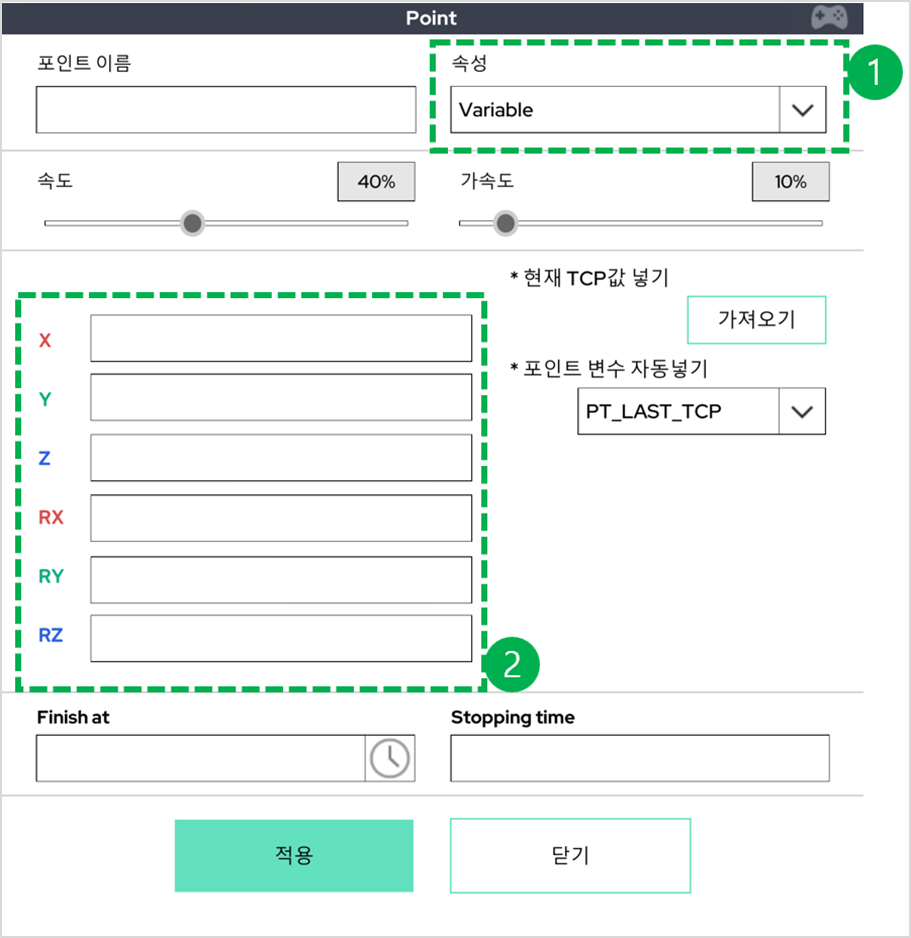 Point
포인트 이름
속성
1
Variable
속도
40%
가속도
10%
* 현재 TCP값 넣기
가져오기
* 포인트 변수 자동넣기
PT_LAST_TCP
X
Y
Z
RX
RY
RZ
2
Finish at
Stopping time
적용
닫기